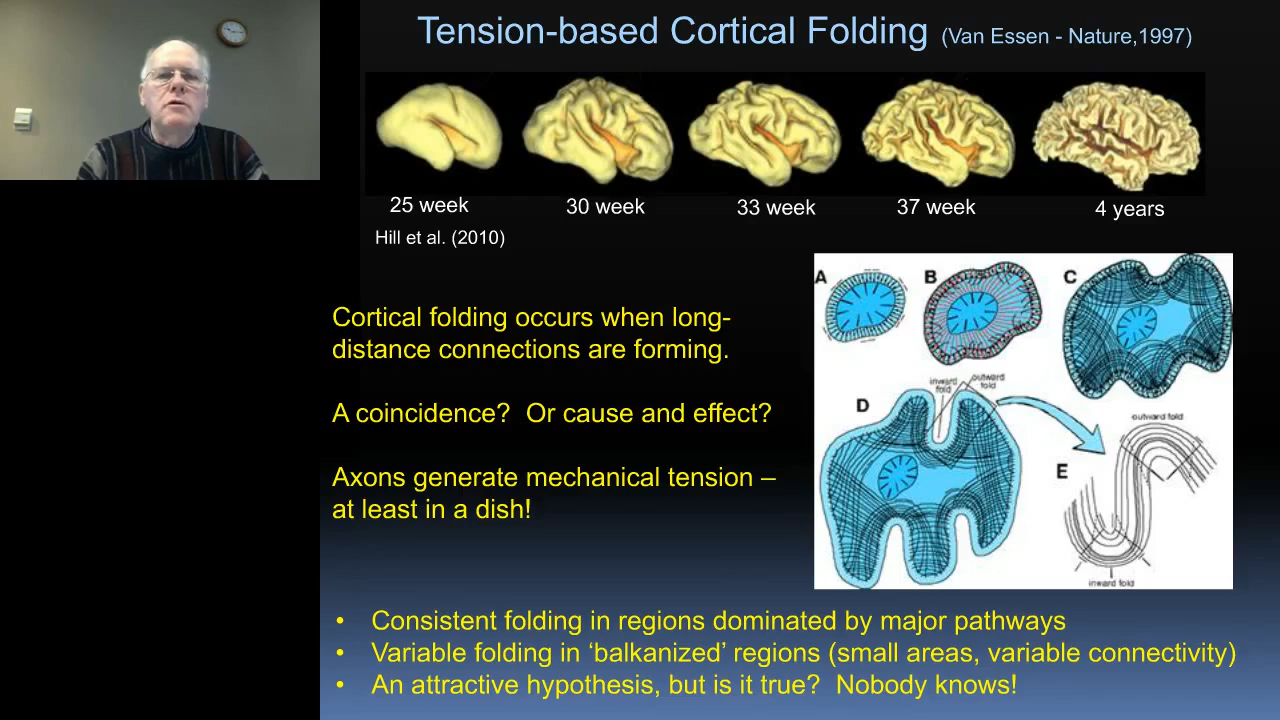 Tension-based Cortical Folding (Van Essen - Nature,1997)
25 week
30 week
33 week
37 week
4 years
Hill et al. (2010)
Cortical folding occurs when long-
distance connections are forming.
A coincidence? Or cause and effect?
Axons generate mechanical tension –
at least in a dish!
A
B
C
D
inward
fold
outward
fold
E
outward fold
inward fold
• Consistent folding in regions dominated by major pathways
• Variable folding in ‘balkanized’ regions (small areas, variable connectivity)
• An attractive hypothesis, but is it true? Nobody knows!